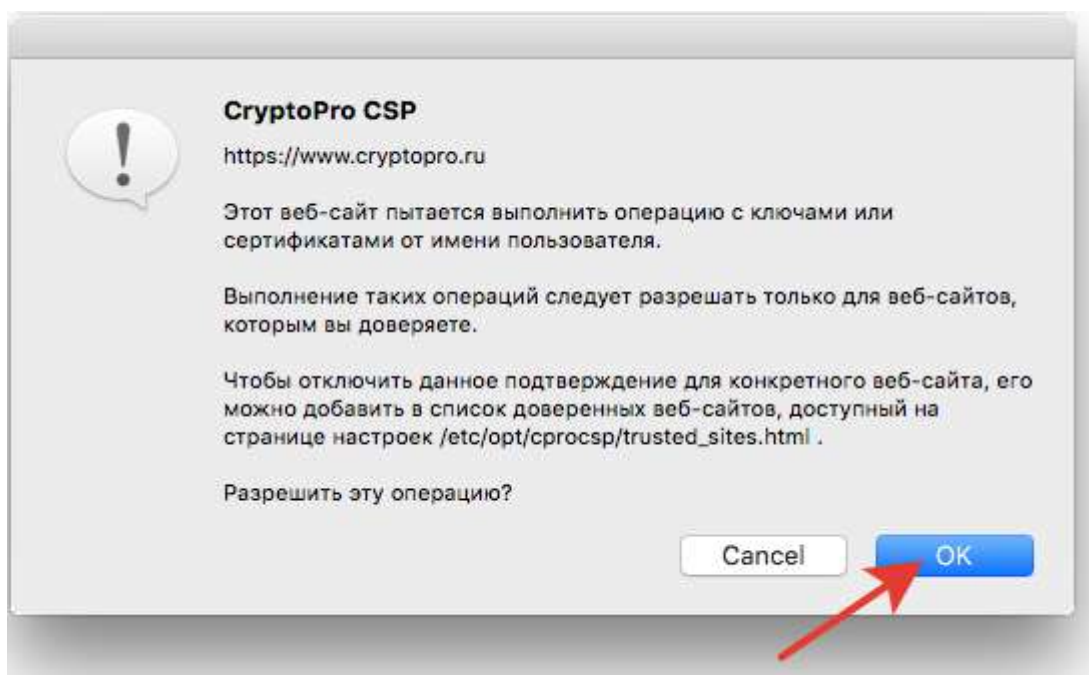 CryptoPro CSP
https://www.cryptopro.ru
Этот веб-сайт пытается выполнить операцию с ключами или
сертификатами от имени пользователя.
Выполнение таких операций следует разрешать только для веб-сайтов,
которым вы доверяете.
Чтобы отключить данное подтверждение для конкретного веб-сайта, его
можно добавить в список доверенных веб-сайтов, доступный на
странице настроек /etc/opt/cprocsp/trusted_sites.html .
Разрешить эту операцию?
Cancel OK